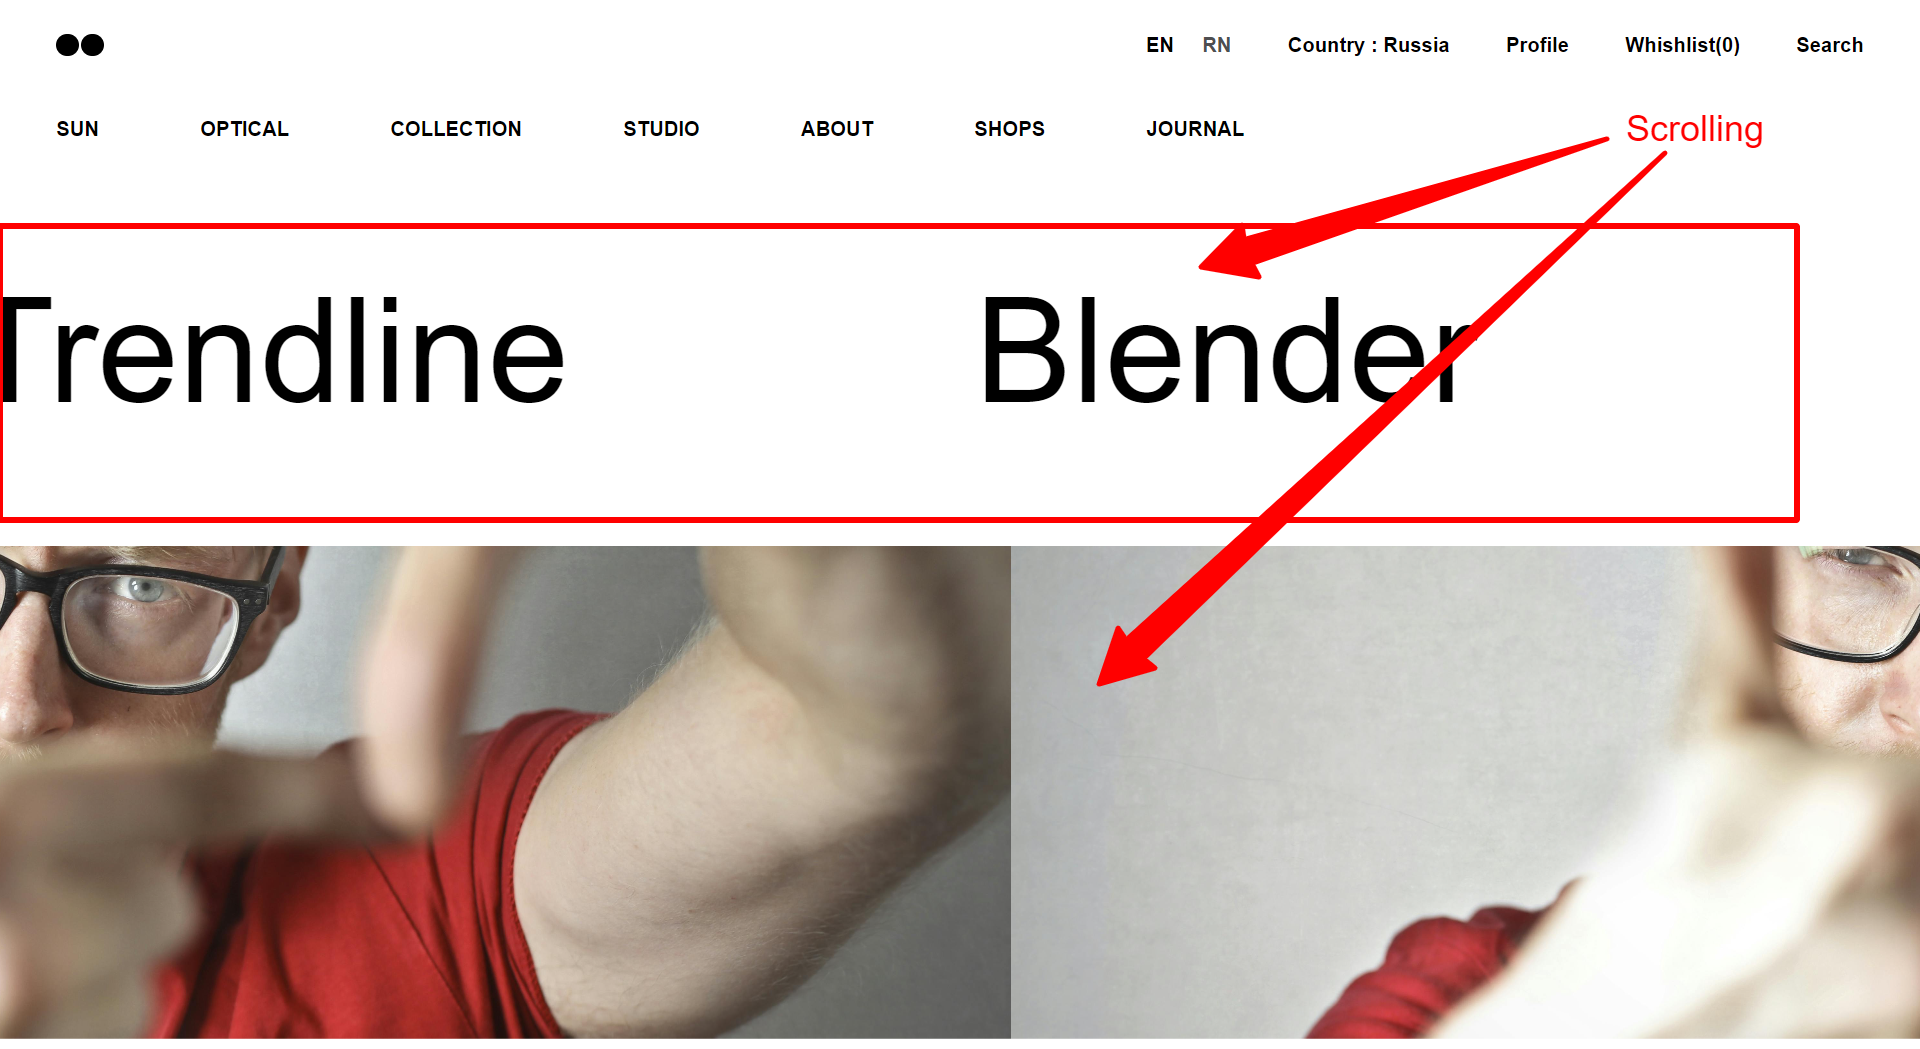 EN RN Country : Russia Profile Whishlist(0) Search
SUN OPTICAL COLLECTION STUDIO ABOUT SHOPS JOURNAL
Scrolling
Trendline Blender